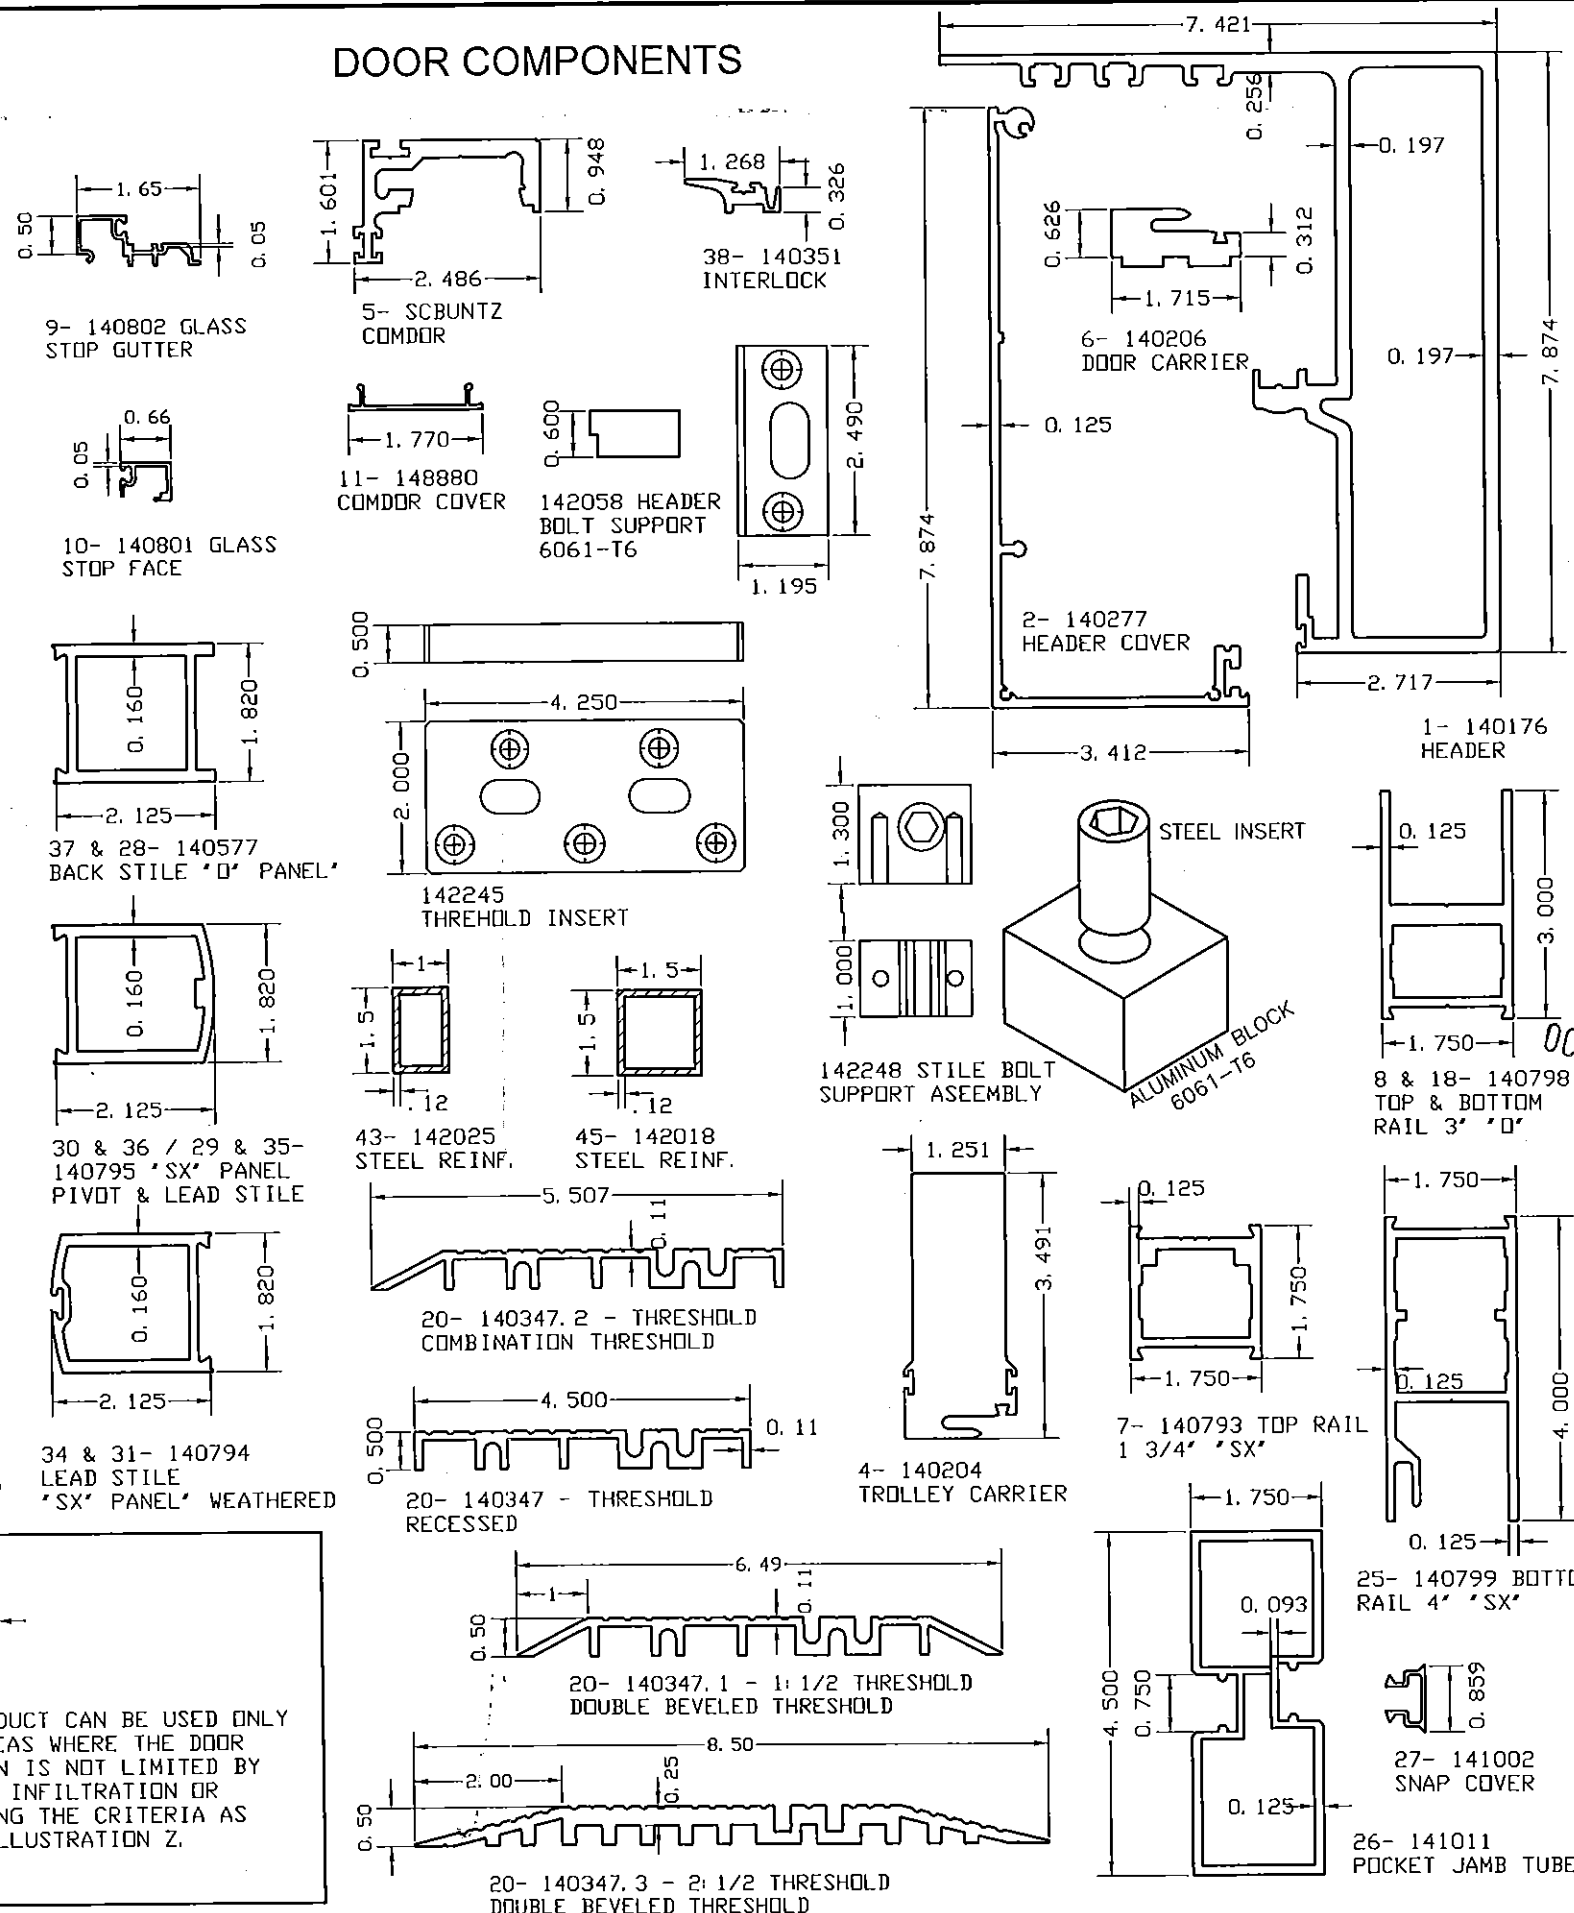 DOOR COMPONENTS
7.421
0.256
0.197
0.197
7.874
2.717
1- 140176
HEADER
1.65
0.50
0.05
9- 140802 GLASS
STOP GUTTER
1.601
0.948
2.486
5- SCBUNTZ
COMDOR
1.268
0.326
38- 140351
INTERLOCK
0.626
0.312
1.715
6- 140206
DOOR CARRIER
7.874
0.125
2- 140277
HEADER COVER
3.412
0.66
0.05
10- 140801 GLASS
STOP FACE
1.770
11- 148880
COMDOR COVER
0.600
142058 HEADER
BOLT SUPPORT
6061-T6
2.490
1.195
0.160
1.820
2.125
37 & 28- 140577
BACK STILE "O" PANEL"
0.500
4.250
2.000
142245
THREHOLD INSERT
1.300
1.000
142248 STILE BOLT
SUPPORT ASEEMBLY
STEEL INSERT
ALUMINUM BLOCK
6061-T6
0.125
3.000
1.750
8 & 18- 140798
TOP & BOTTOM
RAIL 3" "O"
0.160
1.820
2.125
30 & 36 / 29 & 35-
140795 "SX" PANEL
PIVOT & LEAD STILE
1
1.5
.12
43- 142025
STEEL REINF.
1.5
1.5
.12
45- 142018
STEEL REINF.
0.160
1.820
2.125
34 & 31- 140794
LEAD STILE
"SX" PANEL" WEATHERED
5.507
0.11
20- 140347.2 - THRESHOLD
COMBINATION THRESHOLD
4.500
0.500
0.11
20- 140347 - THRESHOLD
RECESSED
1.251
3.491
4- 140204
TROLLEY CARRIER
0.125
1.750
1.750
7- 140793 TOP RAIL
1 3/4" "SX"
1.750
0.125
4.000
0.125
25- 140799 BOTTO
RAIL 4" "SX"
6.49
1
0.50
0.11
20- 140347.1 - 1: 1/2 THRESHOLD
DOUBLE BEVELED THRESHOLD
8.50
2.00
0.50
0.25
20- 140347.3 - 2: 1/2 THRESHOLD
DOUBLE BEVELED THRESHOLD
1.750
4.500
0.750
0.093
0.125
26- 141011
POCKET JAMB TUBE
0.859
27- 141002
SNAP COVER
DUCT CAN BE USED ONLY
EAS WHERE THE DOOR
N IS NOT LIMITED BY
INFILTRATION OR
NG THE CRITERIA AS
LLUSTRATION Z.